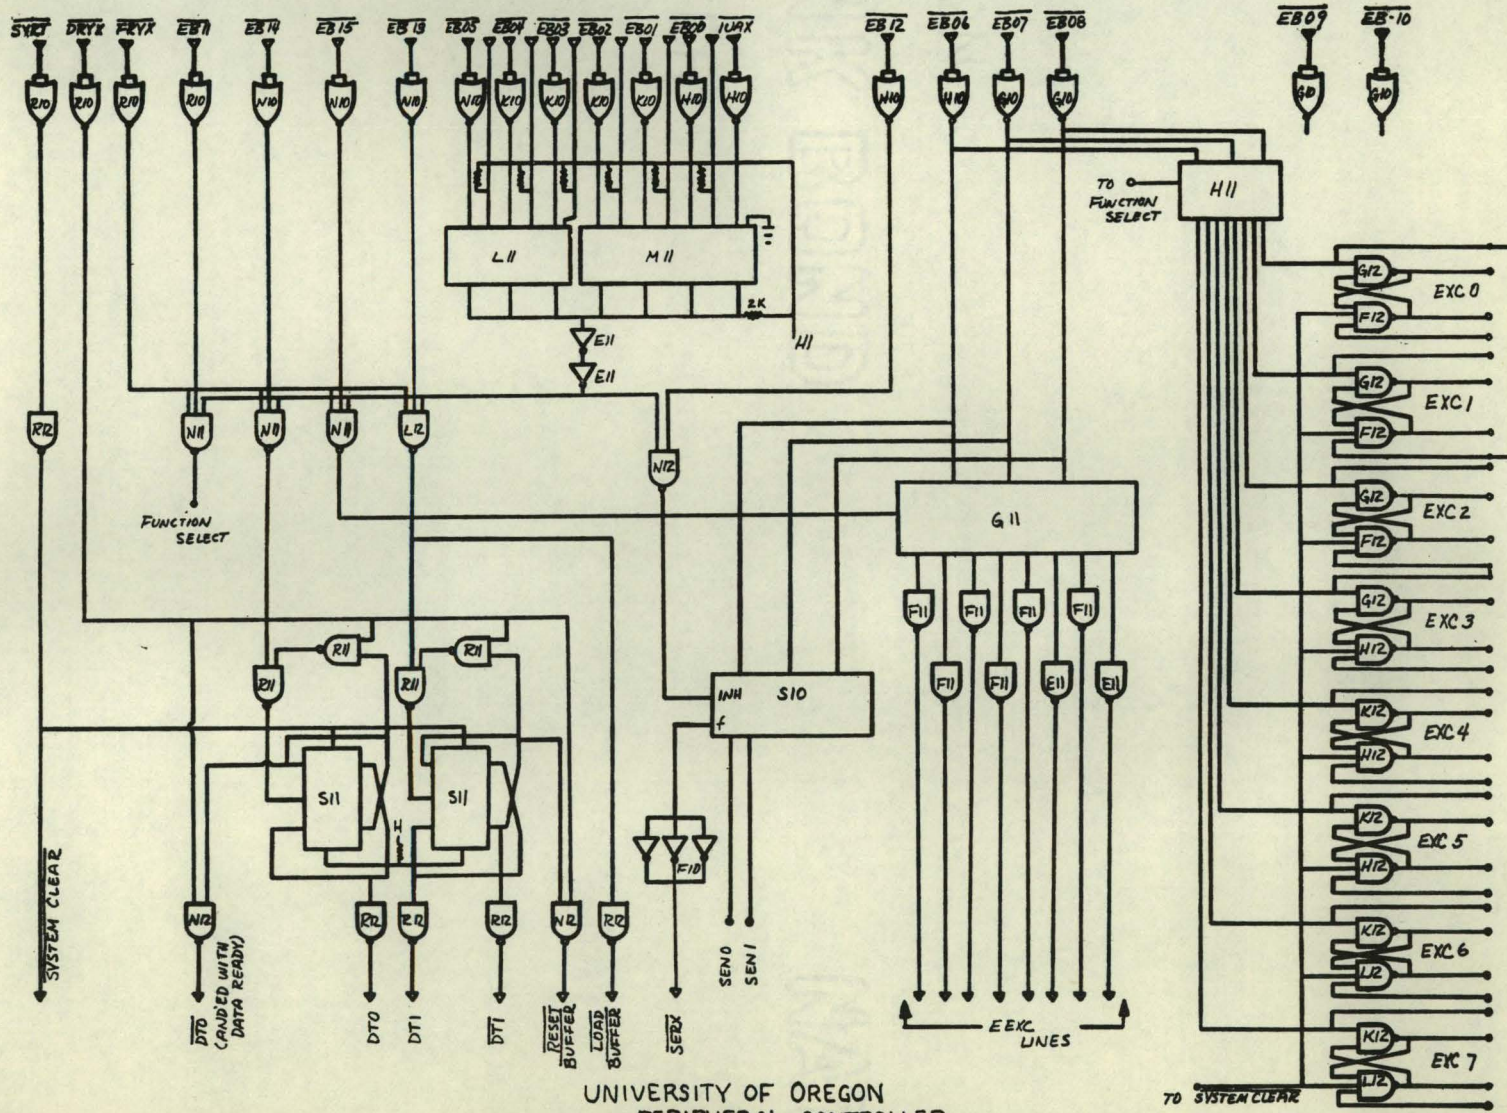 SYRT DRYX FRYX EB11 EB14 EB15 EB13 EB05 EB04 EB03 EB02 EB01 EB00 IUAX EB12 EB06 EB07 EB08 EB09 EB-10
R10 R10 R10 R10 N10 N10 N10 N10 K10 K10 K10 K10 H10 H10 H10 H10 G10 G10 G10 G10
TO FUNCTION SELECT
H11
L11 M11
2K
H1
E11
E11
G12
EXC 0
F12
G12
EXC 1
F12
R12 N11 N11 N11 L12
N12
FUNCTION
SELECT
G11
G12
EXC 2
F12
F11 F11 F11 F11
F11 F11 E11 E11
G12
EXC 3
H12
R11 R11
R11 R11
INH S10
f
K12
EXC 4
H12
S11 S11
H
F10
K12
EXC 5
H12
N12 R12 R12 R12 N12 R12
K12
EXC 6
L12
SYSTEM CLEAR
DTO
(AND'ED WITH
DATA READY)
DTO
DT1
DT1
RESET
BUFFER
LOAD
BUFFER
SERX
SEN0
SEN1
EEXC
LINES
K12
EXC 7
L12
TO SYSTEM CLEAR
UNIVERSITY OF OREGON
PERIPHERAL CONTROLLER